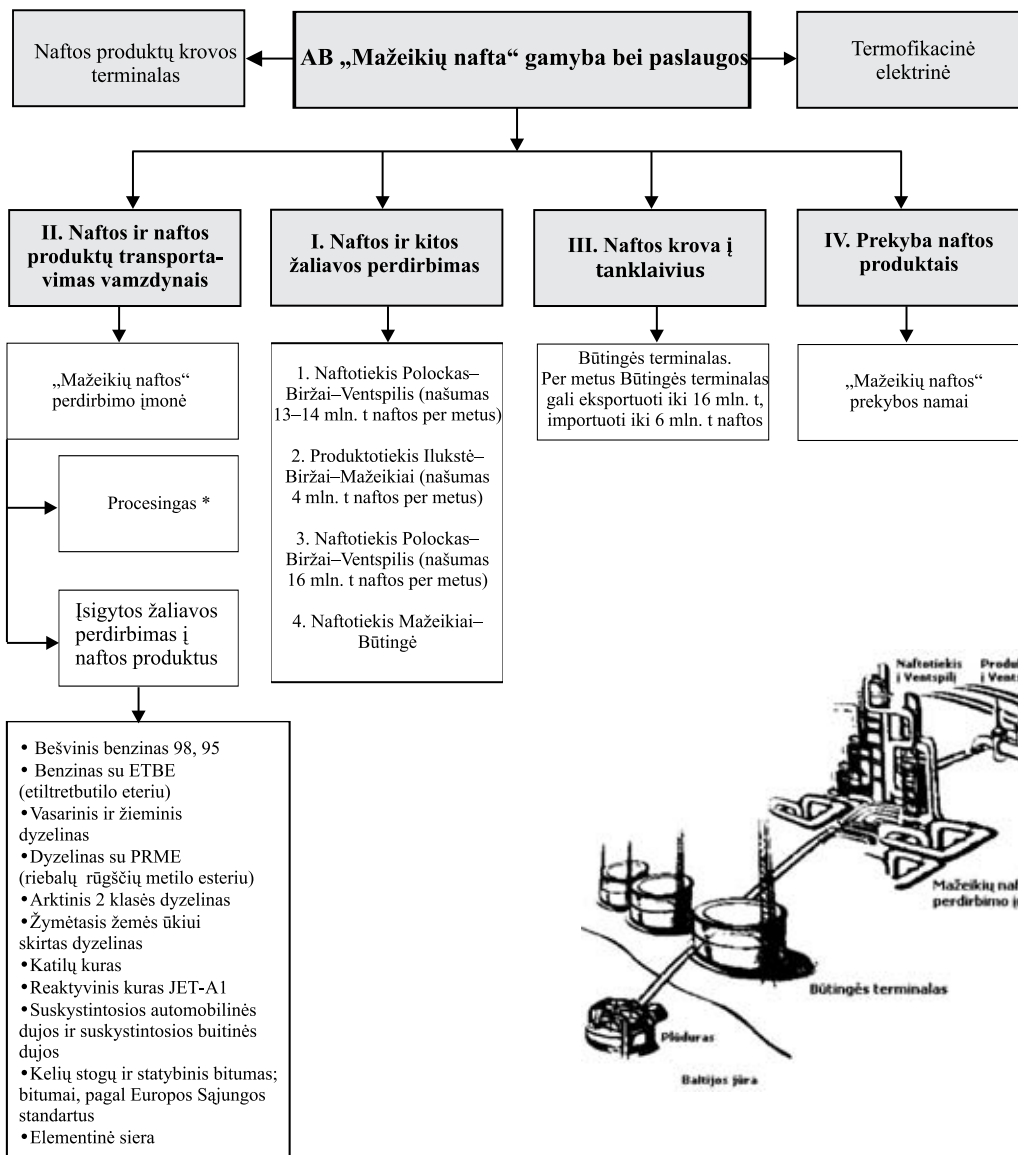 Naftos produktų krovos
terminalas
AB „Mažeikių nafta“ gamyba bei paslaugos
Termofikacinė
elektrinė
II. Naftos ir naftos
produktų transporta-
vimas vamzdynais
I. Naftos ir kitos
žaliavos perdirbimas
III. Naftos krova į
tanklaivius
IV. Prekyba naftos
produktais
„Mažeikių naftos“
perdirbimo įmonė
Procesingas *
Įsigytos žaliavos
perdirbimas į
naftos produktus
• Bešvinis benzinas 98, 95
• Benzinas su ETBE
(etiltretbutilo eteriu)
• Vasarinis ir žieminis
dyzelinas
• Dyzelinas su PRME
(riebalų rūgščių metilo esteriu)
• Arktinis 2 klasės dyzelinas
• Žymėtasis žemės ūkiui
skirtas dyzelinas
• Katilų kuras
• Reaktyvinis kuras JET-A1
• Suskystintosios automobilinės
dujos ir suskystintosios buitinės
dujos
• Kelių stogų ir statybinis bitumas;
bitumai, pagal Europos Sąjungos
standartus
• Elementinė siera
1. Naftotiekis Polockas–
Biržai–Ventspilis (našumas
13–14 mln. t naftos per metus)
2. Produktotiekis Ilukstė–
Biržai–Mažeikiai (našumas
4 mln. t naftos per metus)
3. Naftotiekis Polockas–
Biržai–Ventspilis (našumas
16 mln. t naftos per metus)
4. Naftotiekis Mažeikiai–
Būtingė
Būtingės terminalas.
Per metus Būtingės terminalas
gali eksportuoti iki 16 mln. t,
importuoti iki 6 mln. t naftos
„Mažeikių naftos“
prekybos namai
Naftotiekis
į Ventspilį
Produ
į Vents
Mažeikių naf
perdirbimo į
Būtingės terminalas
Plūduras
Baltijos jūra